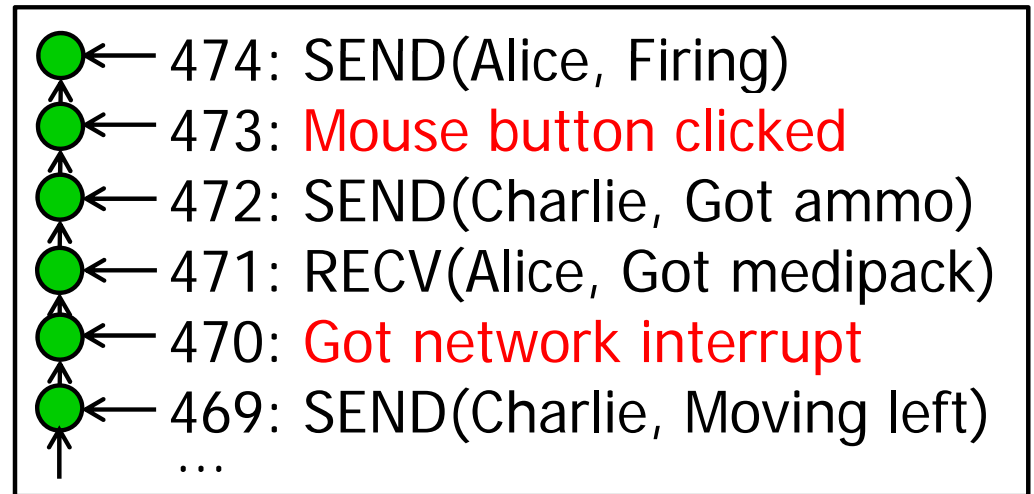 474: SEND(Alice, Firing)
473: Mouse button clicked
472: SEND(Charlie, Got ammo)
471: RECV(Alice, Got medipack)
470: Got network interrupt
469: SEND(Charlie, Moving left)
...